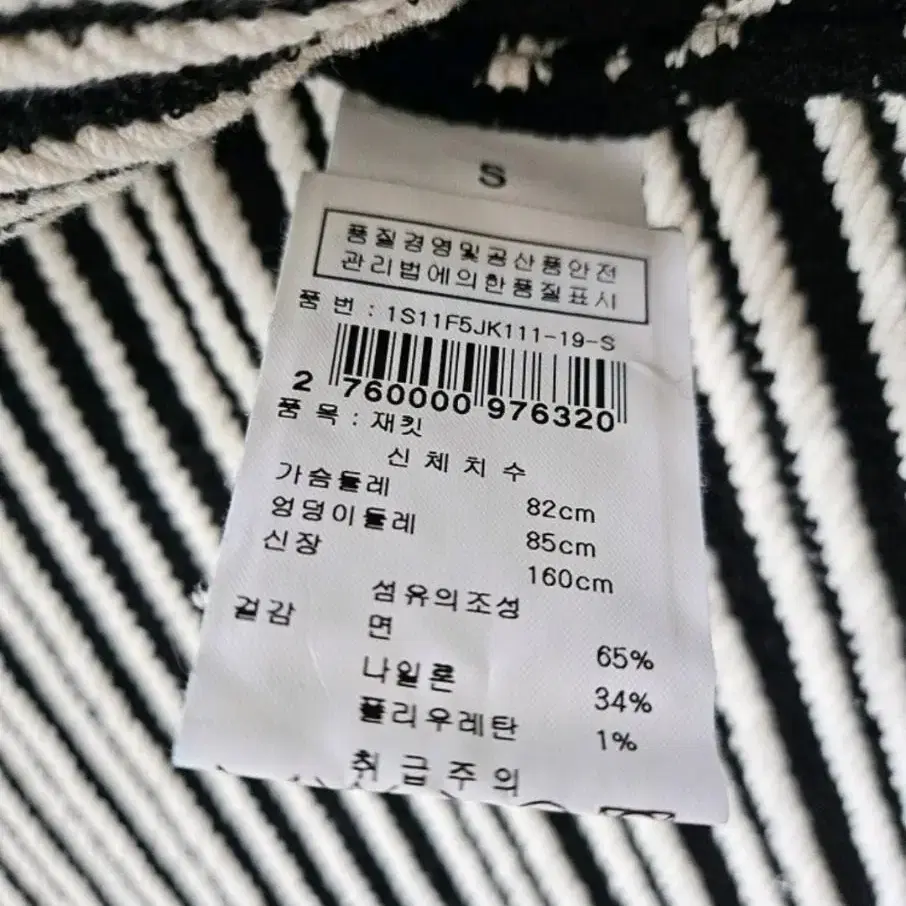 S
품질경영및공산품안전
관리법에의한품질표시
품 번 : 1S11F5JK111-19-S
2 760000 976320
품 목 : 재킷
신 체 치 수
가슴둘레 82cm
엉덩이둘레 85cm
신장 160cm
섬유의조성
겉감 면 65%
나일론 34%
폴리우레탄 1%
취 급 주 의